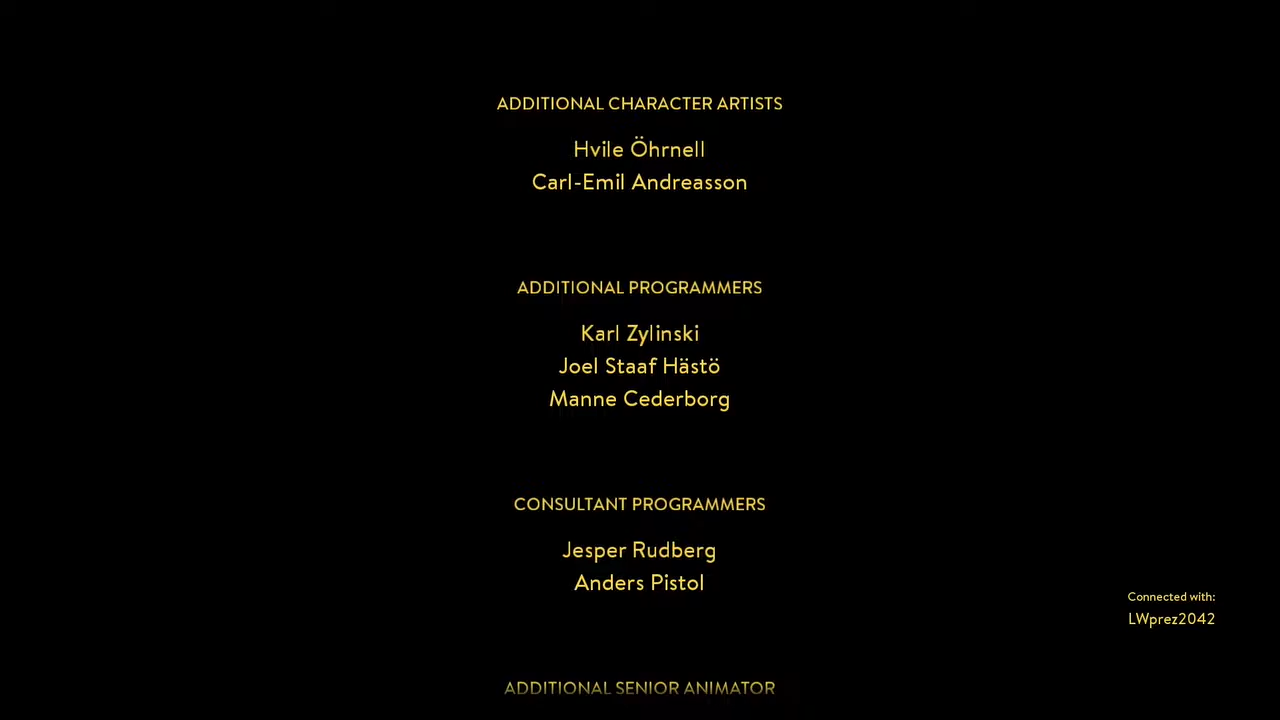 ADDITIONAL CHARACTER ARTISTS
Hvile Öhrnell
Carl-Emil Andreasson
ADDITIONAL PROGRAMMERS
Karl Zylinski
Joel Staaf Hästö
Manne Cederborg
CONSULTANT PROGRAMMERS
Jesper Rudberg
Anders Pistol
Connected with:
LWprez2042
ADDITIONAL SENIOR ANIMATOR